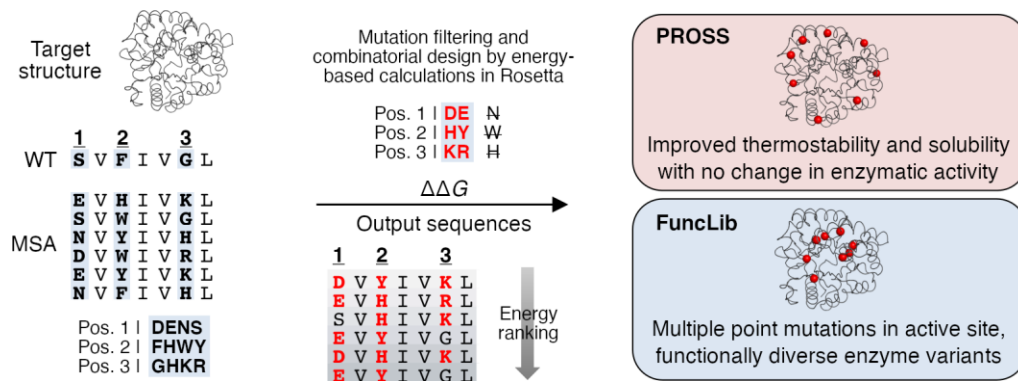 Target
structure
1 2 3
WT S V F I V G L
MSA
E V H I V K L
S V W I V G L
N V Y I V H L
D V W I V R L
E V Y I V K L
N V F I V H L
Pos. 1 | DENS
Pos. 2 | FHWY
Pos. 3 | GHKR
Mutation filtering and
combinatorial design by energy-
based calculations in Rosetta
Pos. 1 | DE N
Pos. 2 | HY W
Pos. 3 | KR H
ΔΔG
Output sequences
1 2 3
D V Y I V K L
E V H I V R L
S V H I V K L
E V Y I V G L
D V H I V K L
E V Y I V G L
Energy
ranking
PROSS
Improved thermostability and solubility
with no change in enzymatic activity
FuncLib
Multiple point mutations in active site,
functionally diverse enzyme variants